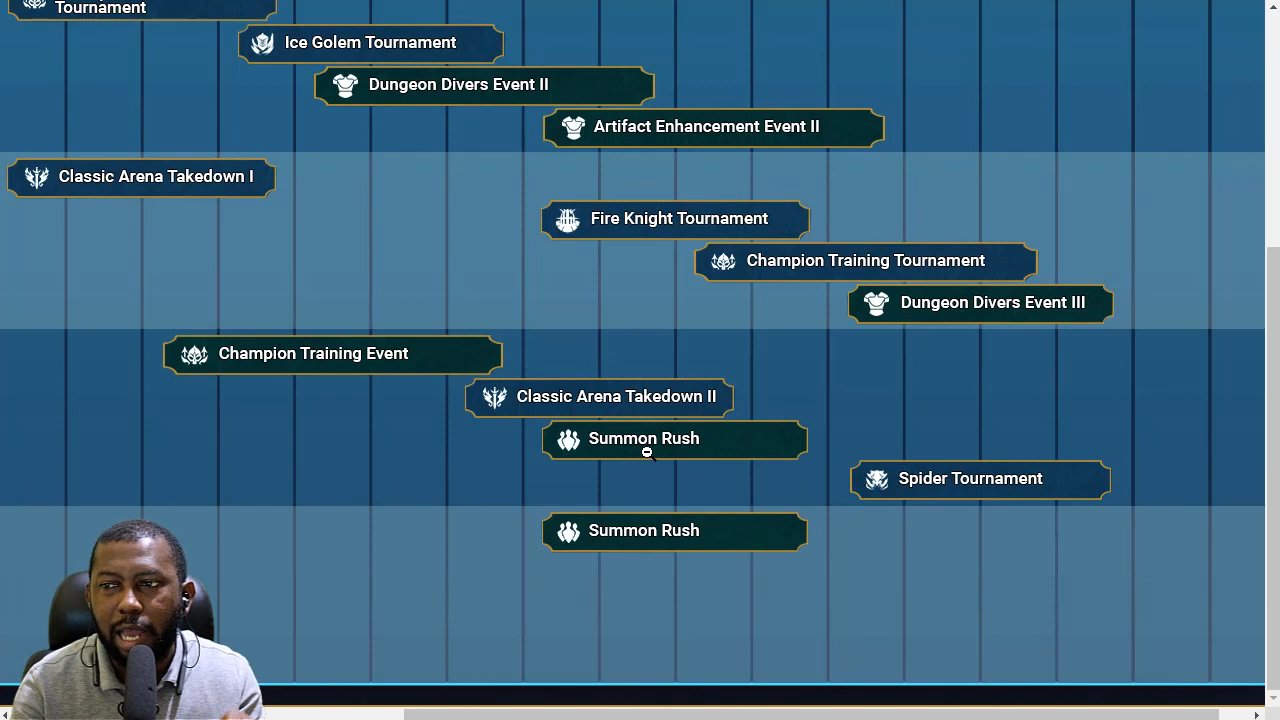 Tournament
Ice Golem Tournament
Dungeon Divers Event II
Artifact Enhancement Event II
Classic Arena Takedown I
Fire Knight Tournament
Champion Training Tournament
Dungeon Divers Event III
Champion Training Event
Classic Arena Takedown II
Summon Rush
Spider Tournament
Summon Rush